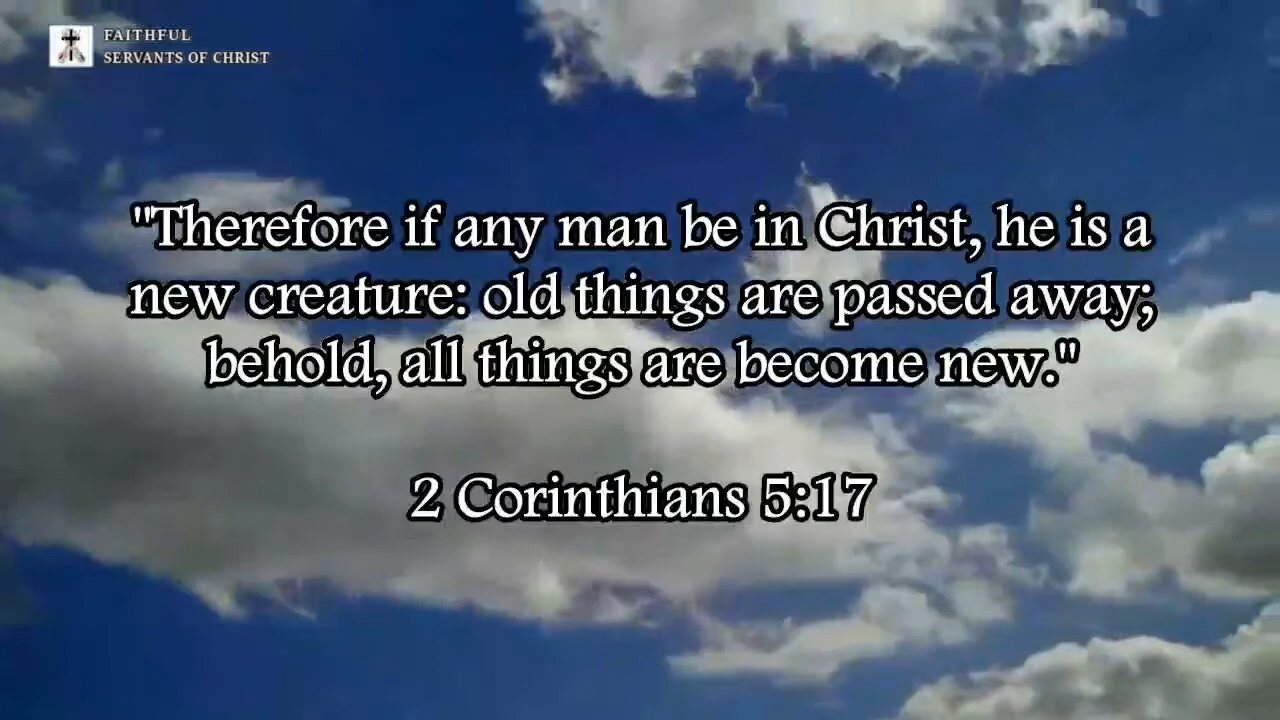 FAITHFUL
SERVANTS OF CHRIST
"Therefore if any man be in Christ, he is a
new creature: old things are passed away;
behold, all things are become new."
2 Corinthians 5:17